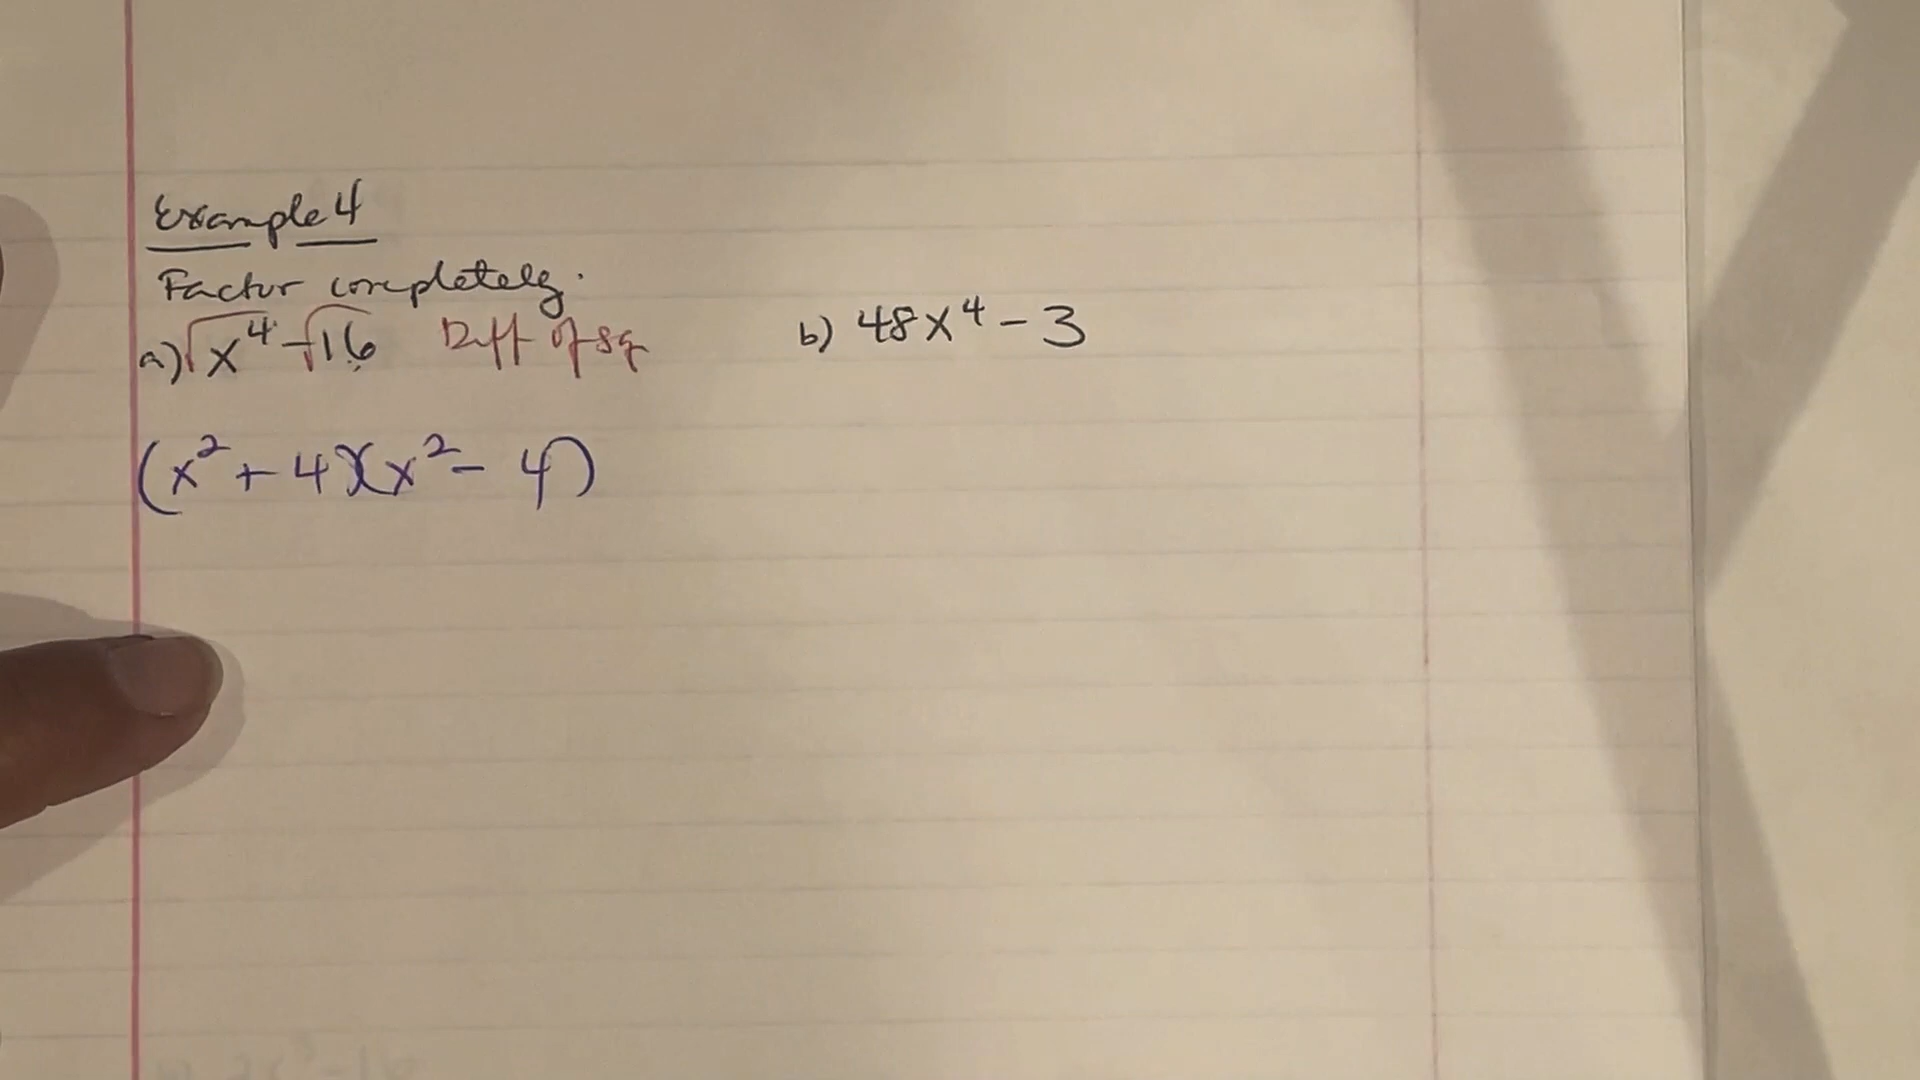 Example 4
Factor completely.
a) √x⁴ - √16 Diff of sq
b) 48x⁴ - 3
(x² + 4)(x² - 4)